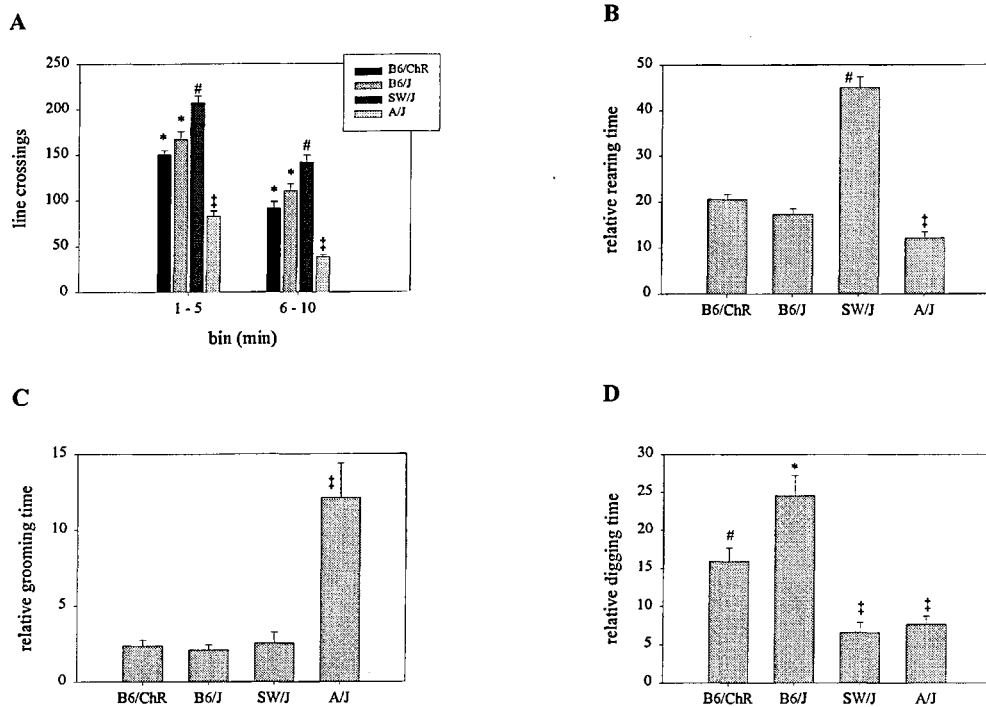 A
250
200
150
100
50
0
line crossings
* * # ‡
* * # ‡
B6/ChR
B6/J
SW/J
A/J
1 - 5 6 - 10
bin (min)
B
50
40
30
20
10
0
relative rearing time
# ‡
B6/ChR B6/J SW/J A/J
C
15
10
5
0
relative grooming time
‡
B6/ChR B6/J SW/J A/J
D
30
25
20
15
10
5
0
relative digging time
# * ‡ ‡
B6/ChR B6/J SW/J A/J